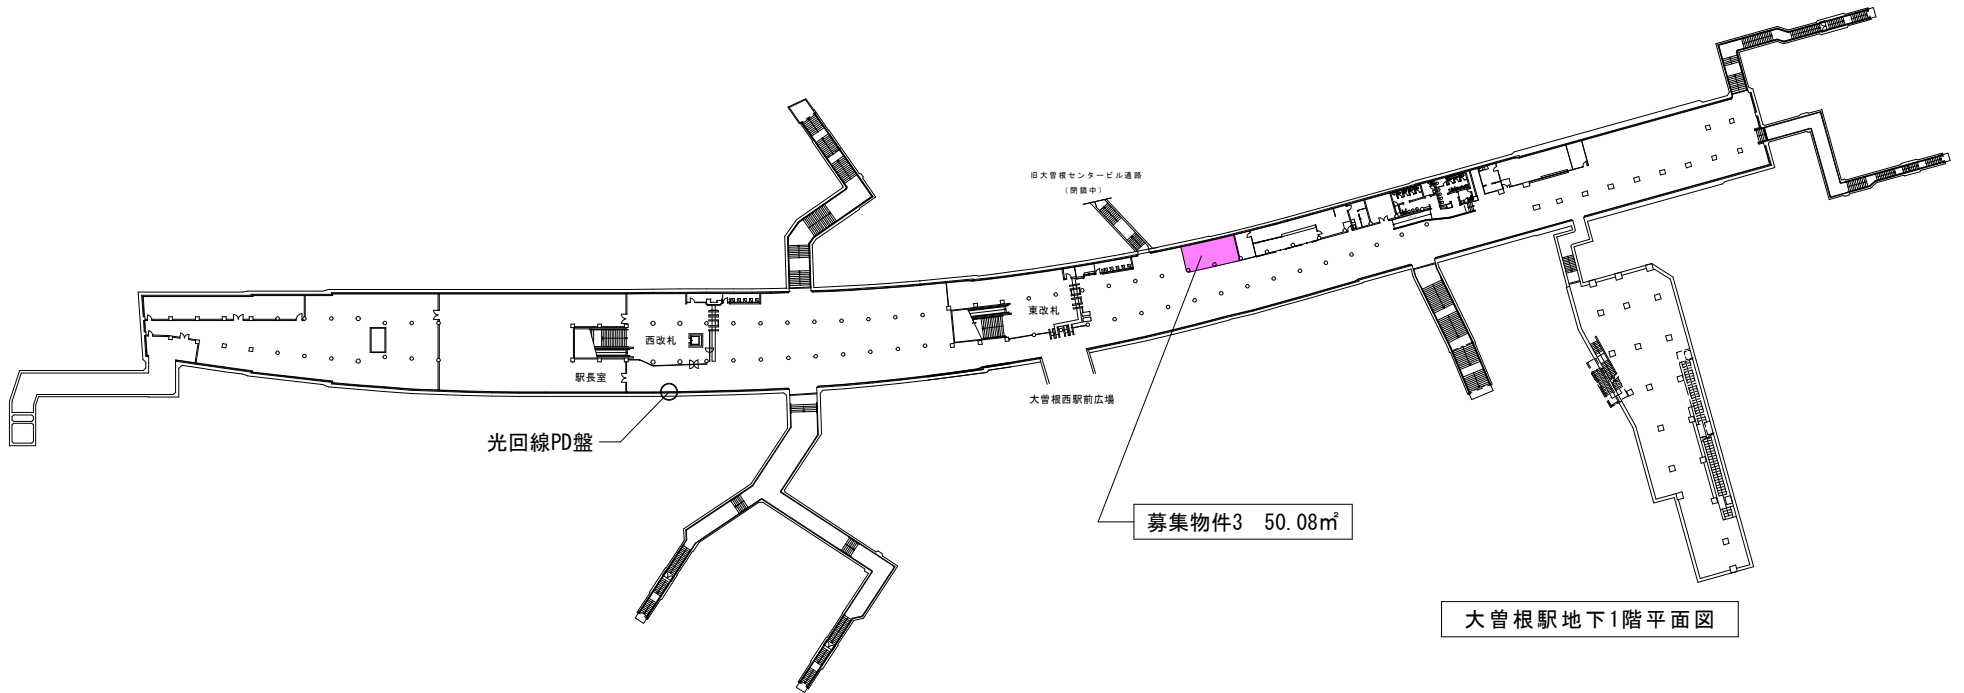 旧大曽根センタービル通路
(閉鎖中)
東改札
西改札
駅長室
大曽根西駅前広場
光回線PD盤
募集物件3　50.08㎡
大曽根駅地下1階平面図